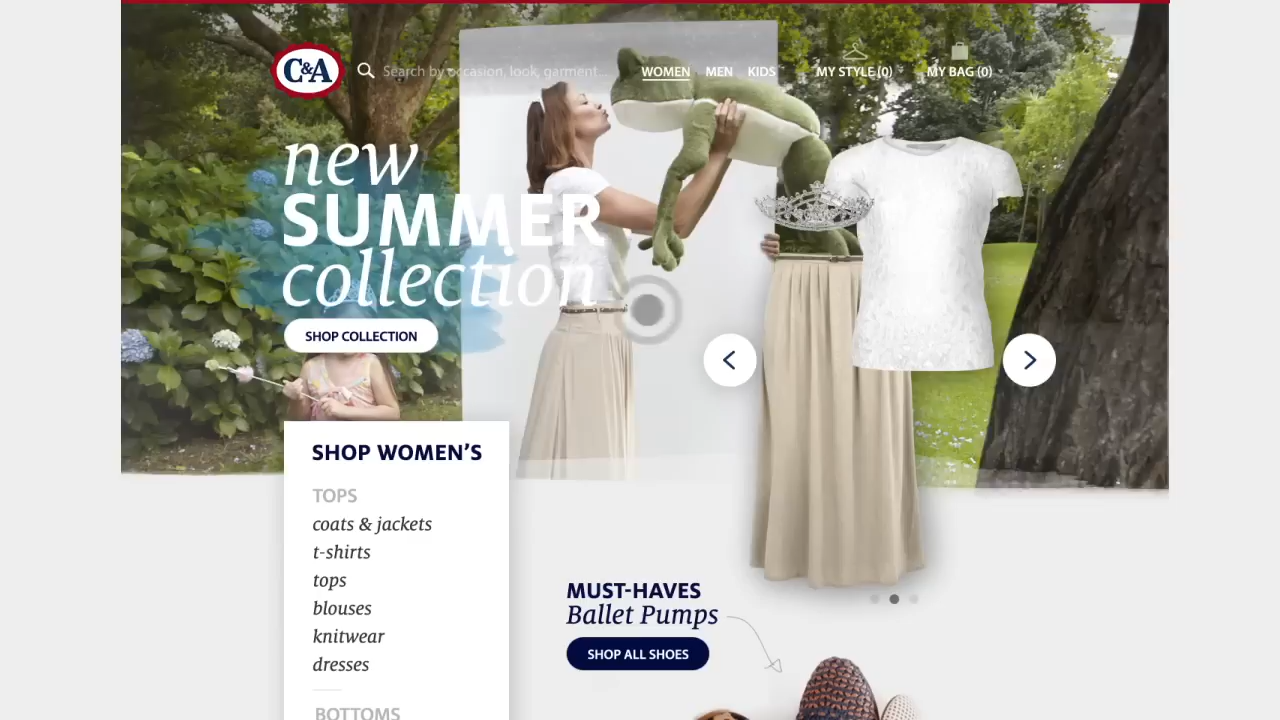 C&A
Search by occasion, look, garment...
WOMEN MEN KIDS
MY STYLE (0)
MY BAG (0)
new
SUMMER
collection
SHOP COLLECTION
SHOP WOMEN'S
TOPS
coats & jackets
t-shirts
tops
blouses
knitwear
dresses
BOTTOMS
MUST-HAVES
Ballet Pumps
SHOP ALL SHOES